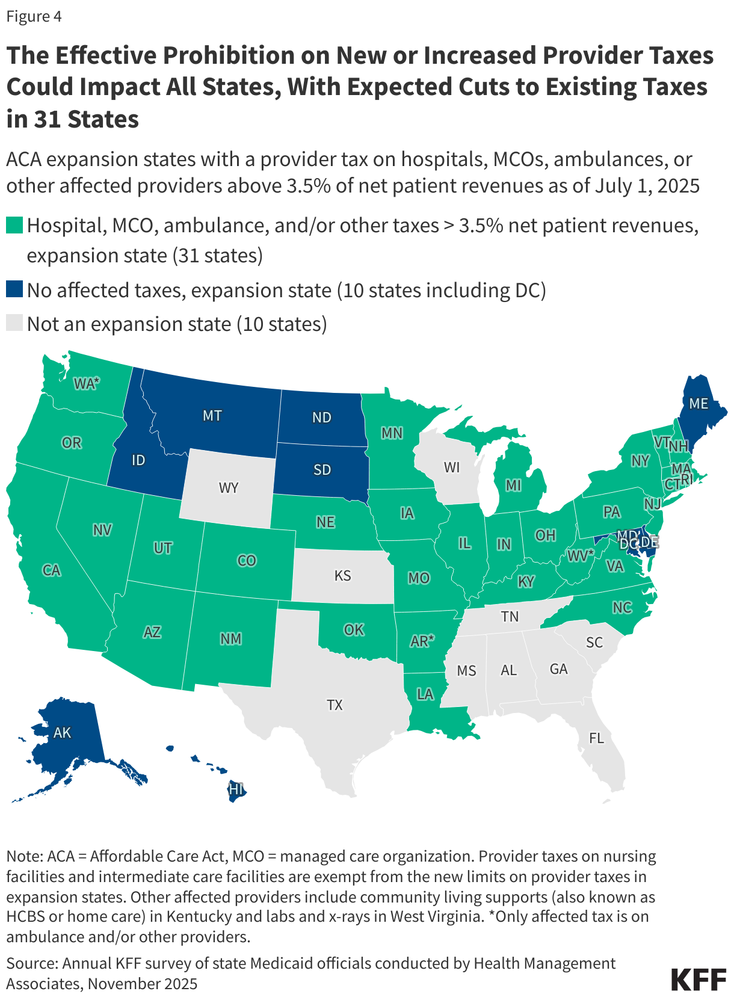 Figure 4
The Effective Prohibition on New or Increased Provider Taxes
Could Impact All States, With Expected Cuts to Existing Taxes
in 31 States
ACA expansion states with a provider tax on hospitals, MCOs, ambulances, or
other affected providers above 3.5% of net patient revenues as of July 1, 2025
Hospital, MCO, ambulance, and/or other taxes > 3.5% net patient revenues,
expansion state (31 states)
No affected taxes, expansion state (10 states including DC)
Not an expansion state (10 states)
WA*
MT
ND
ME
OR
ID
MN
VT
NH
SD
WI
NY
MA
WY
MI
CT
RI
NV
NE
IA
PA
NJ
UT
IL
IN
OH
MD
DC
DE
CA
CO
KS
MO
WV*
VA
KY
AZ
NM
OK
AR*
TN
NC
SC
MS
AL
GA
TX
LA
AK
FL
HI
Note: ACA = Affordable Care Act, MCO = managed care organization. Provider taxes on nursing
facilities and intermediate care facilities are exempt from the new limits on provider taxes in
expansion states. Other affected providers include community living supports (also known as
HCBS or home care) in Kentucky and labs and x-rays in West Virginia. *Only affected tax is on
ambulance and/or other providers.
Source: Annual KFF survey of state Medicaid officials conducted by Health Management
Associates, November 2025
KFF